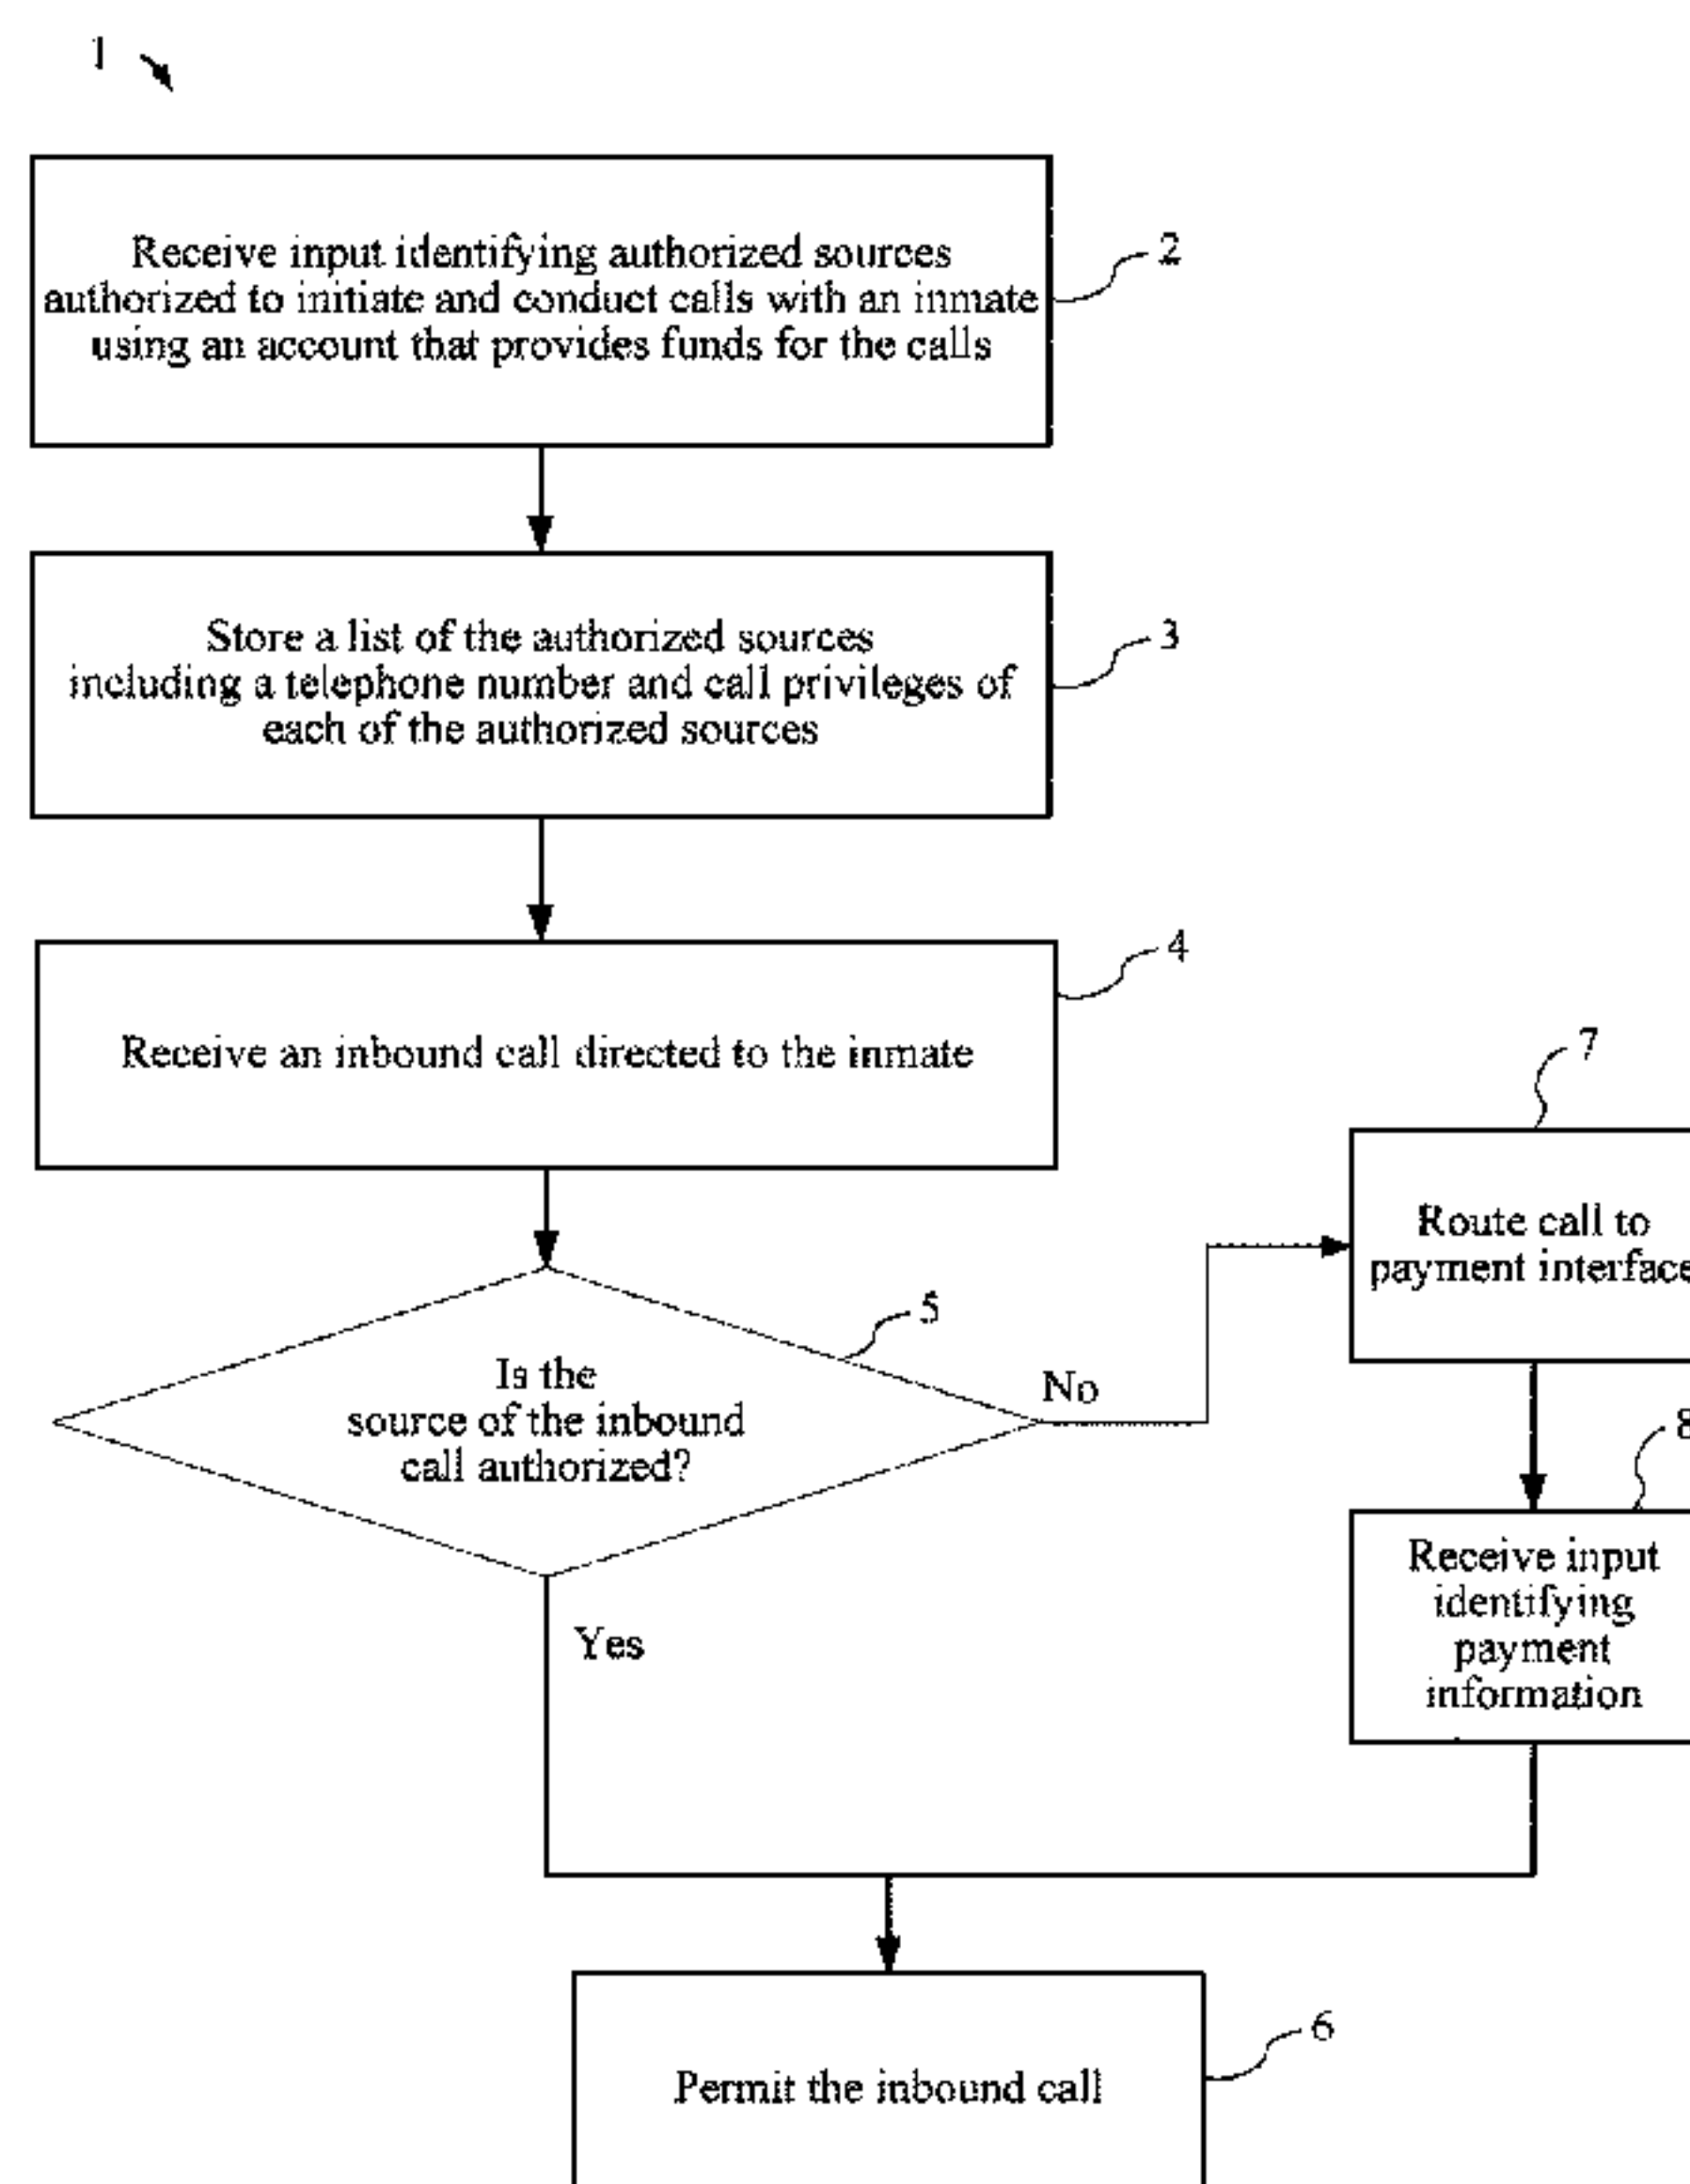 1
Receive input identifying authorized sources
authorized to initiate and conduct calls with an inmate
using an account that provides funds for the calls
2
Store a list of the authorized sources
including a telephone number and call privileges of
each of the authorized sources
3
Receive an inbound call directed to the inmate
4
Is the
source of the inbound
call authorized?
5
No
Yes
7
Route call to
payment interface
8
Receive input
identifying
payment
information
Permit the inbound call
6